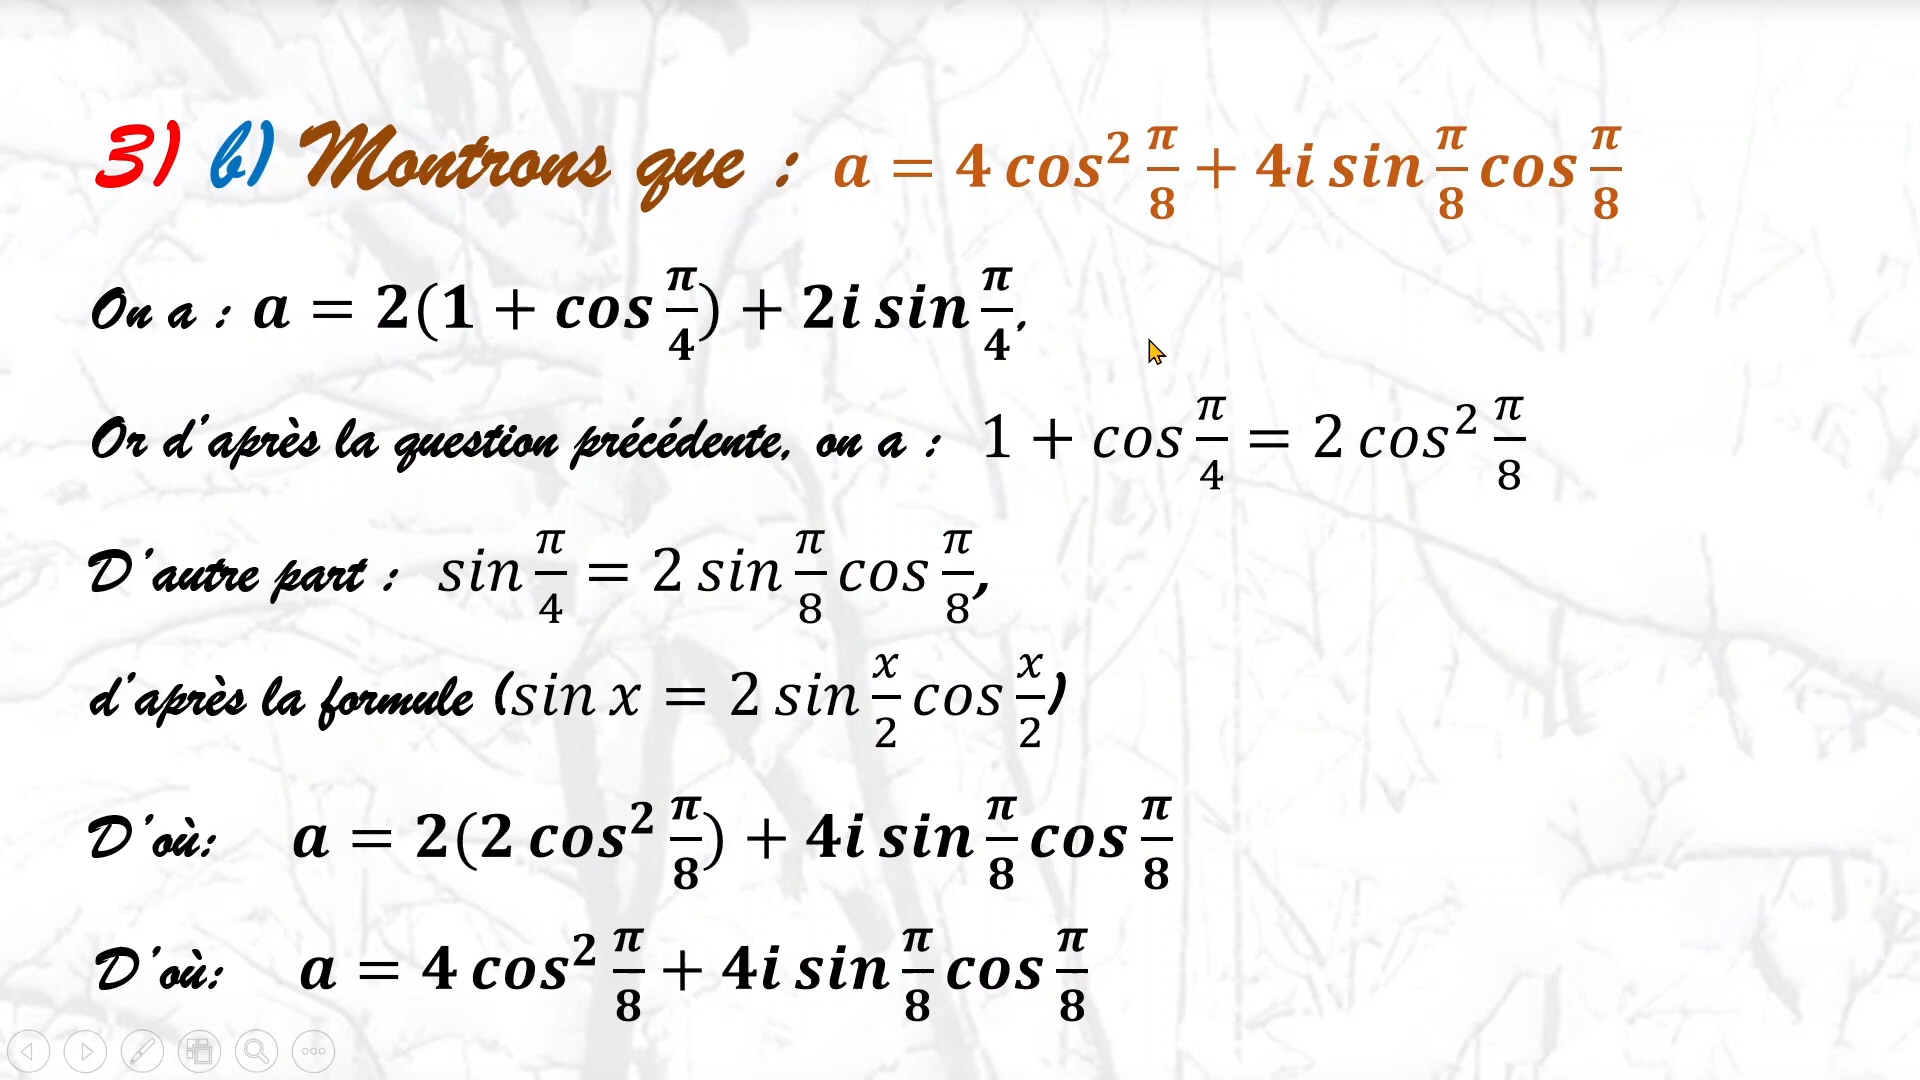 3) b) Montrons que : a = 4 cos² π/8 + 4i sin π/8 cos π/8
On a : a = 2(1 + cos π/4) + 2i sin π/4,
Or d'après la question précédente, on a : 1 + cos π/4 = 2 cos² π/8
D'autre part : sin π/4 = 2 sin π/8 cos π/8,
d'après la formule (sin x = 2 sin x/2 cos x/2)
D'où: a = 2(2 cos² π/8) + 4i sin π/8 cos π/8
D'où: a = 4 cos² π/8 + 4i sin π/8 cos π/8